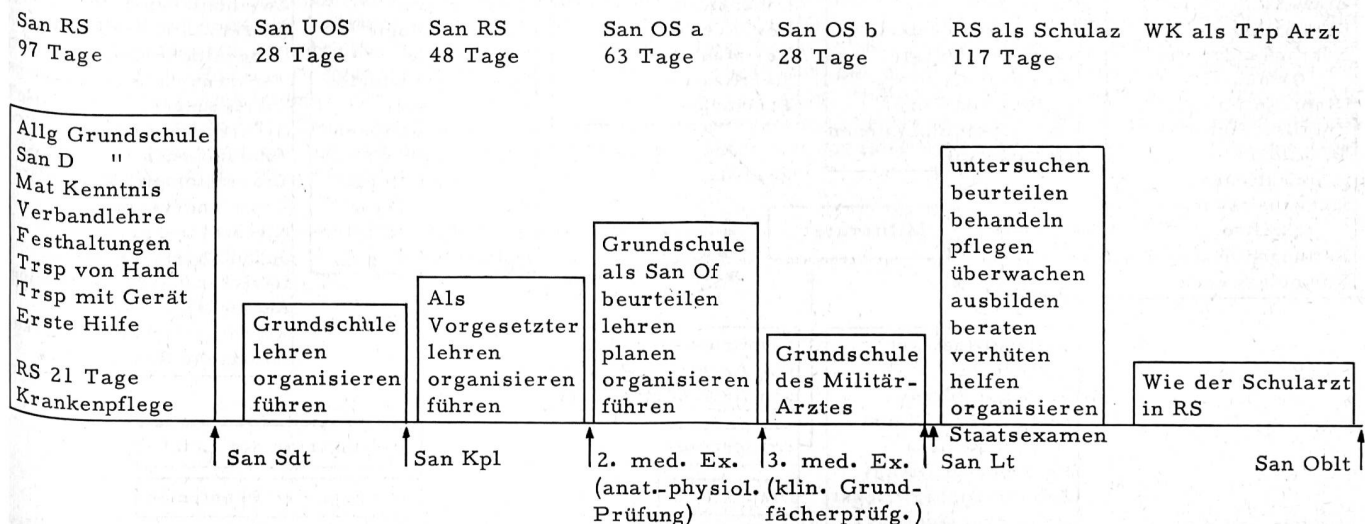 San RS
97 Tage
San UOS
28 Tage
San RS
48 Tage
San OS a
63 Tage
San OS b
28 Tage
RS als Schulaz
117 Tage
WK als Trp Arzt
Allg Grundschule
San D "
Mat Kenntnis
Verbandlehre
Festhaltungen
Trsp von Hand
Trsp mit Gerät
Erste Hilfe
RS 21 Tage
Krankenpflege
Grundschule
lehren
organisieren
führen
Als
Vorgesetzter
lehren
organisieren
führen
Grundschule
als San Of
beurteilen
lehren
planen
organisieren
führen
Grundschule
des Militär-
Arztes
untersuchen
beurteilen
behandeln
pflegen
überwachen
ausbilden
beraten
verhüten
helfen
organisieren
Staatsexamen
Wie der Schularzt
in RS
San Sdt
San Kpl
2. med. Ex.
(anat.-physiol.
Prüfung)
3. med. Ex.
(klin. Grund-
fächerprüfg.)
San Lt
San Oblt